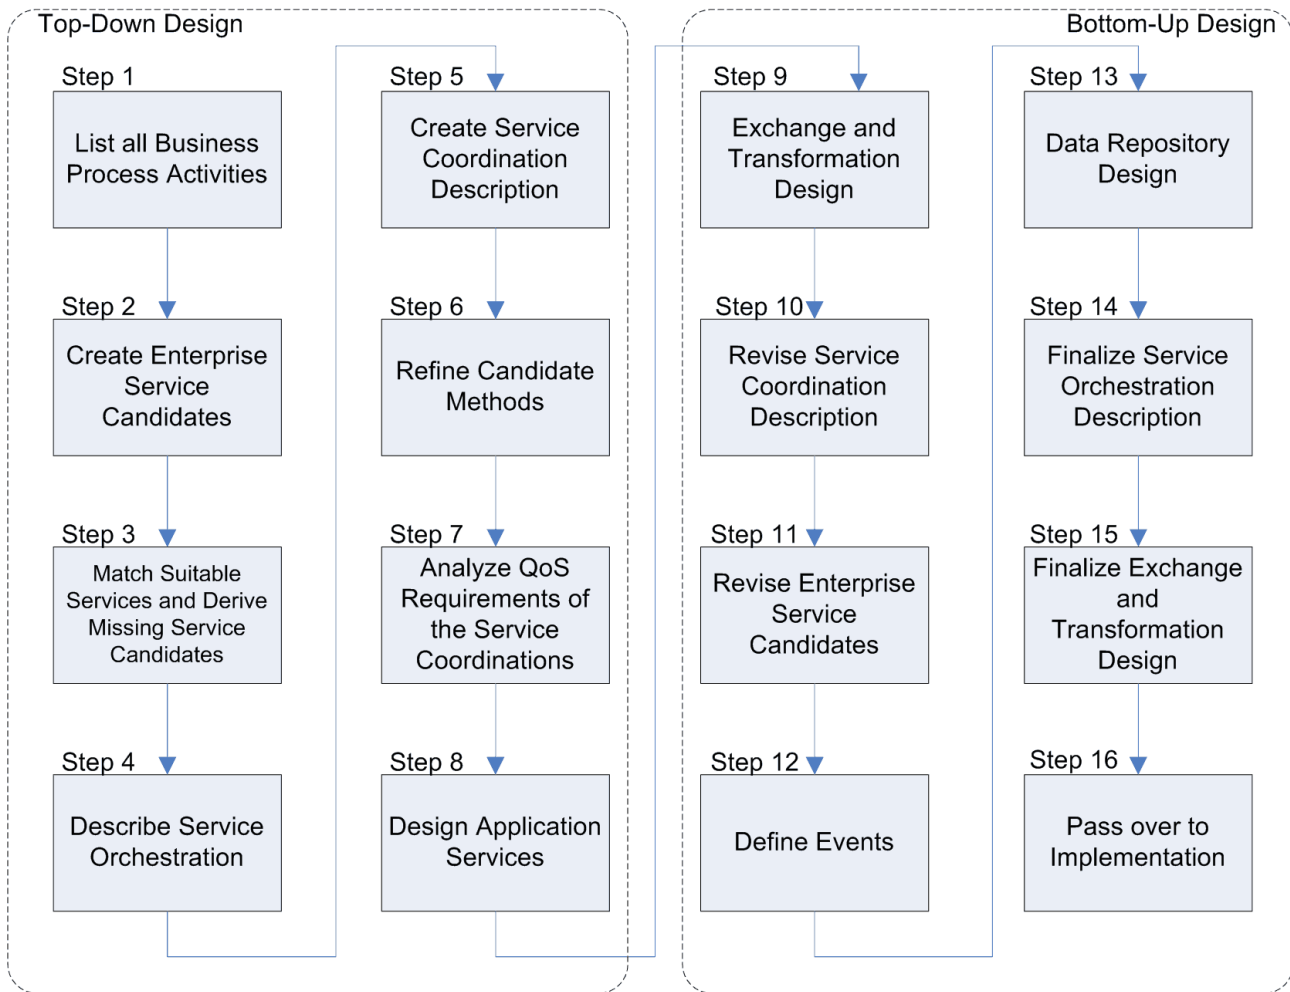 Top-Down Design
Step 1
List all Business
Process Activities
Step 2
Create Enterprise
Service
Candidates
Step 3
Match Suitable
Services and Derive
Missing Service
Candidates
Step 4
Describe Service
Orchestration
Step 5
Create Service
Coordination
Description
Step 6
Refine Candidate
Methods
Step 7
Analyze QoS
Requirements of
the Service
Coordinations
Step 8
Design Application
Services
Bottom-Up Design
Step 9
Exchange and
Transformation
Design
Step 10
Revise Service
Coordination
Description
Step 11
Revise Enterprise
Service
Candidates
Step 12
Define Events
Step 13
Data Repository
Design
Step 14
Finalize Service
Orchestration
Description
Step 15
Finalize Exchange
and
Transformation
Design
Step 16
Pass over to
Implementation